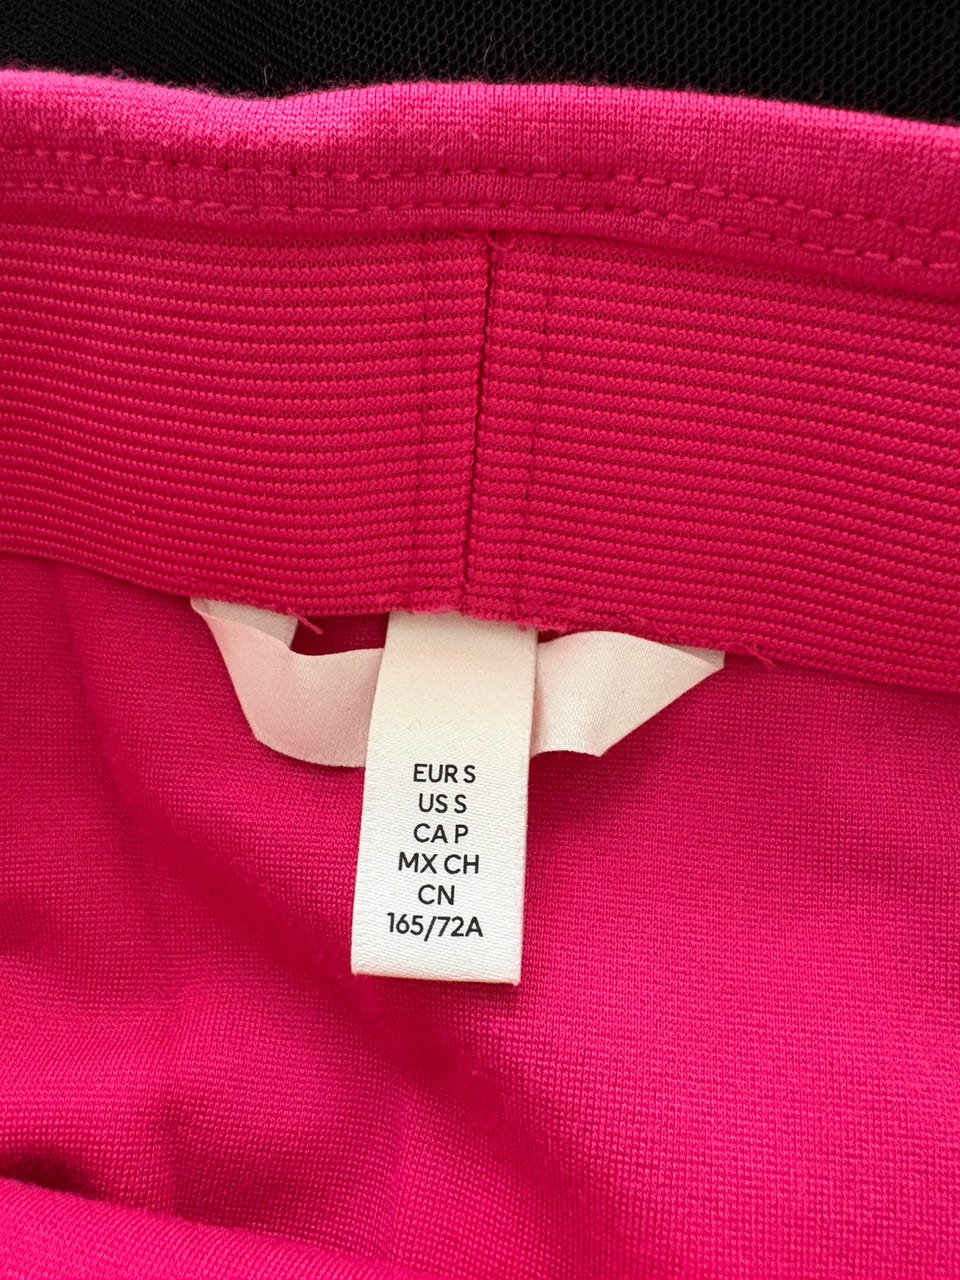 EUR S
US S
CA P
MX CH
CN
165/72A